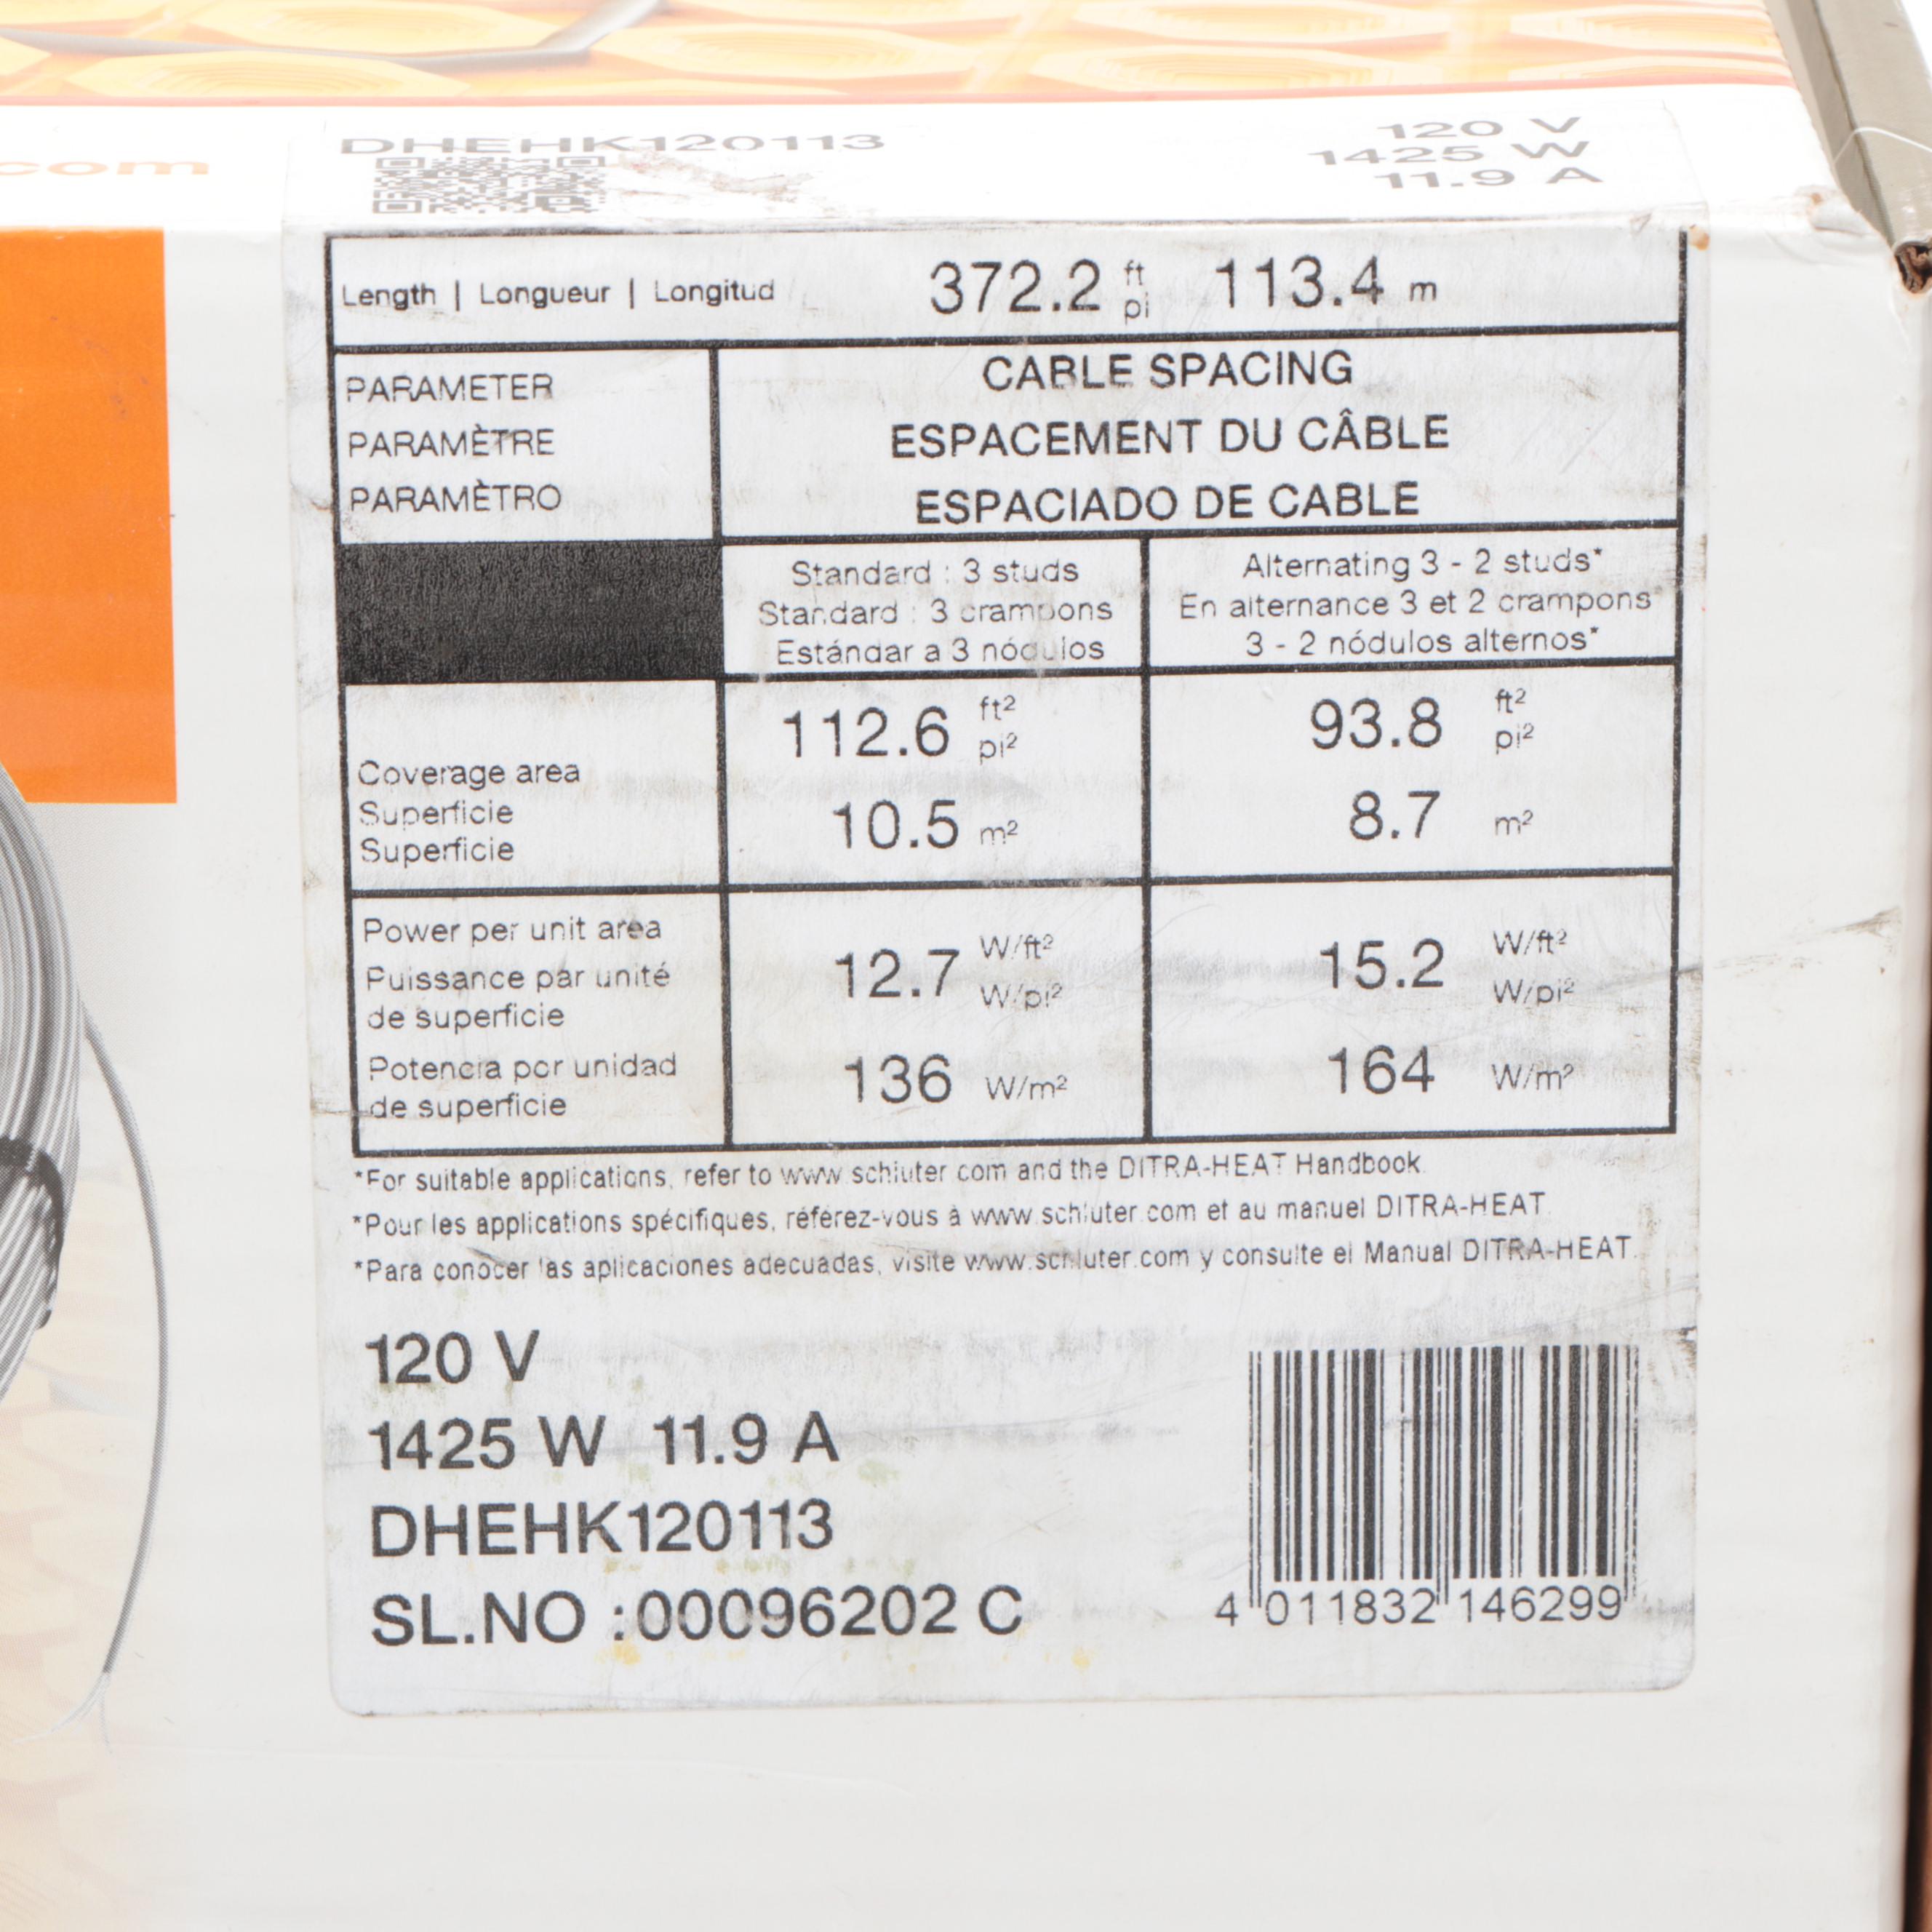 com
DHEHK120113
120 V
1425 W
11.9 A
Length | Longueur | Longitud 372.2 ft pi 113.4 m
PARAMETER
PARAMÈTRE
PARAMÈTRO
CABLE SPACING
ESPACEMENT DU CÂBLE
ESPACIADO DE CABLE
Standard : 3 studs
Standard : 3 crampons
Estándar a 3 nódulos
Alternating 3 - 2 studs*
En alternance 3 et 2 crampons
3 - 2 nódulos alternos*
Coverage area
Superficie
Superficie
112.6 ft² pi²
10.5 m²
93.8 ft² pi²
8.7 m²
Power per unit area
Puissance par unité
de superficie
Potencia por unidad
de superficie
12.7 W/ft² W/pi²
136 W/m²
15.2 W/ft² W/pi²
164 W/m²
*For suitable applications, refer to www.schluter.com and the DITRA-HEAT Handbook.
*Pour les applications spécifiques, référez-vous à www.schluter.com et au manuel DITRA-HEAT.
*Para conocer las aplicaciones adecuadas, visite www.schluter.com y consulte el Manual DITRA-HEAT.
120 V
1425 W 11.9 A
DHEHK120113
SL.NO :00096202 C
4 011832 146299